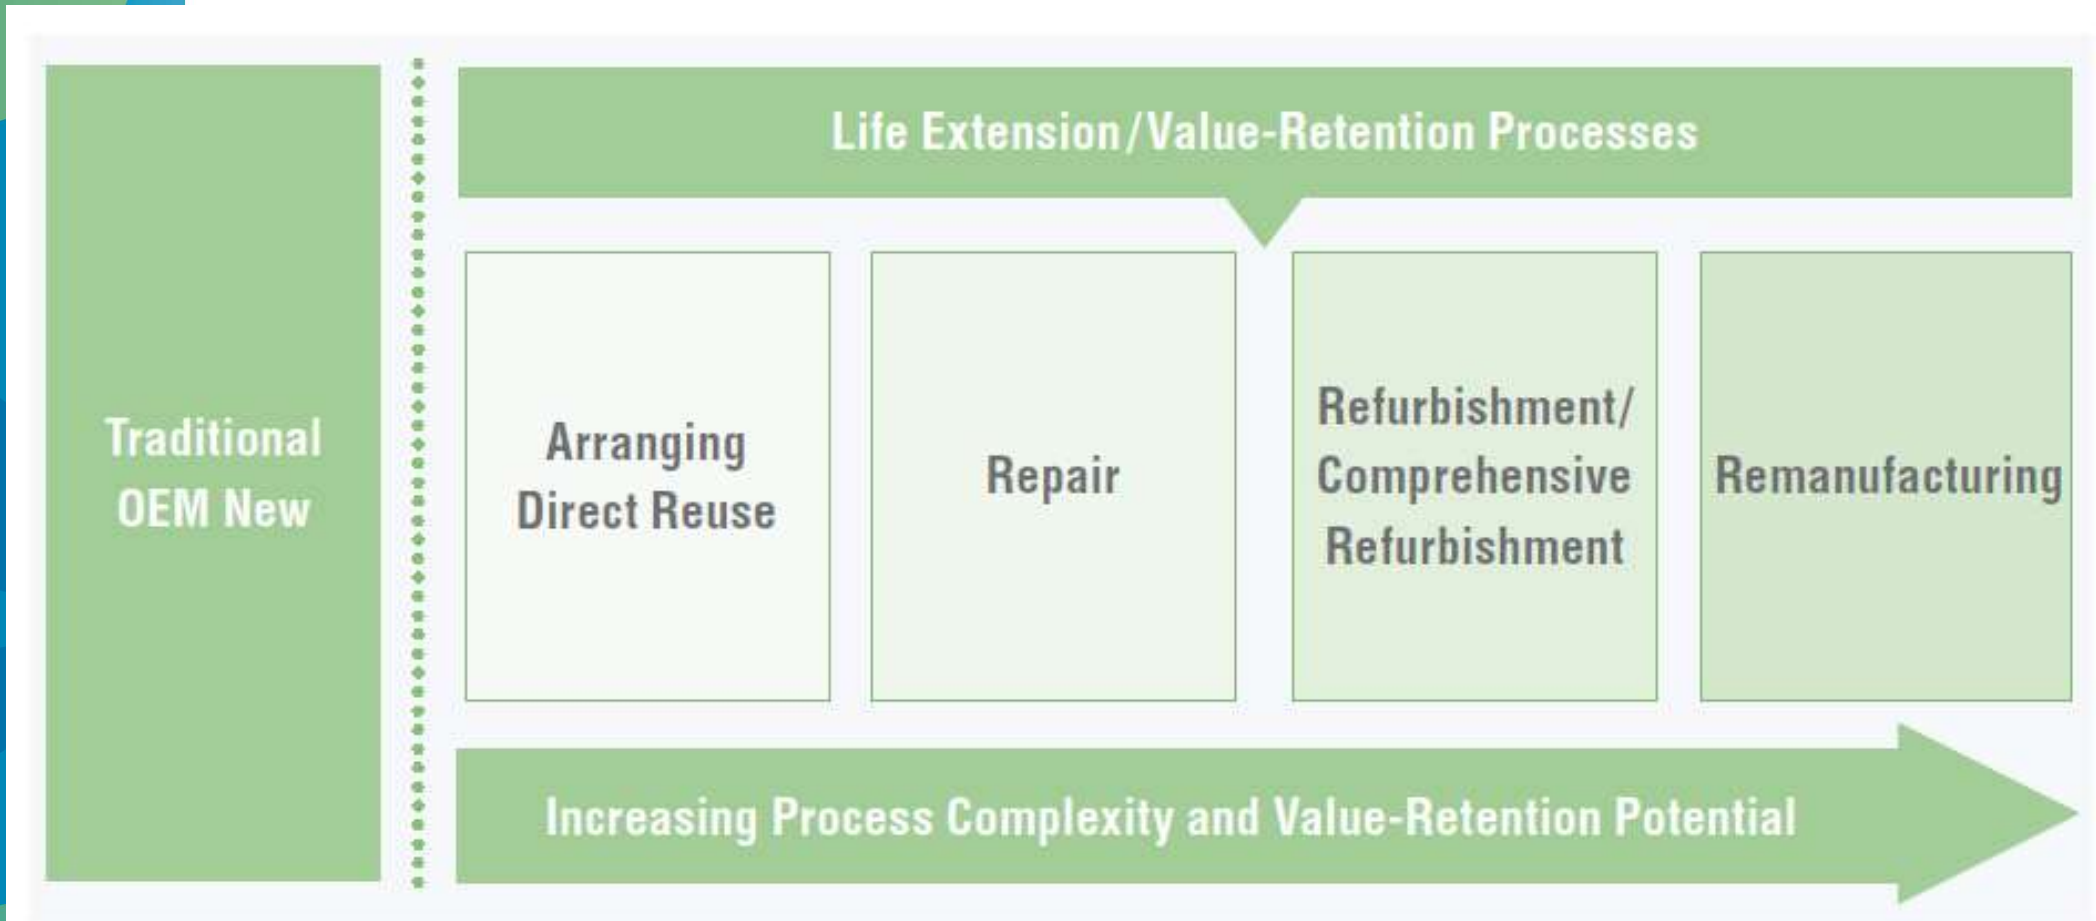 Traditional
OEM New
Life Extension/Value-Retention Processes
Arranging
Direct Reuse
Repair
Refurbishment/
Comprehensive
Refurbishment
Remanufacturing
Increasing Process Complexity and Value-Retention Potential